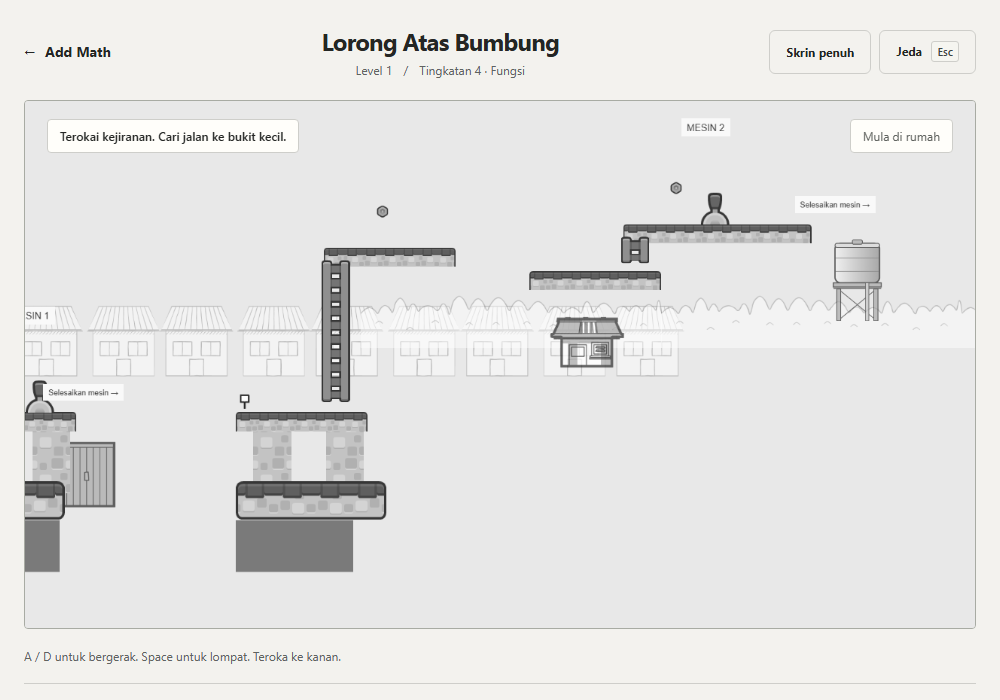 ← Add Math
Lorong Atas Bumbung
Level 1 / Tingkatan 4 · Fungsi
Skrin penuh
Jeda Esc
Terokai kejiranan. Cari jalan ke bukit kecil.
MESIN 2
Mula di rumah
Selesaikan mesin →
SIN 1
Selesaikan mesin →
A / D untuk bergerak. Space untuk lompat. Teroka ke kanan.